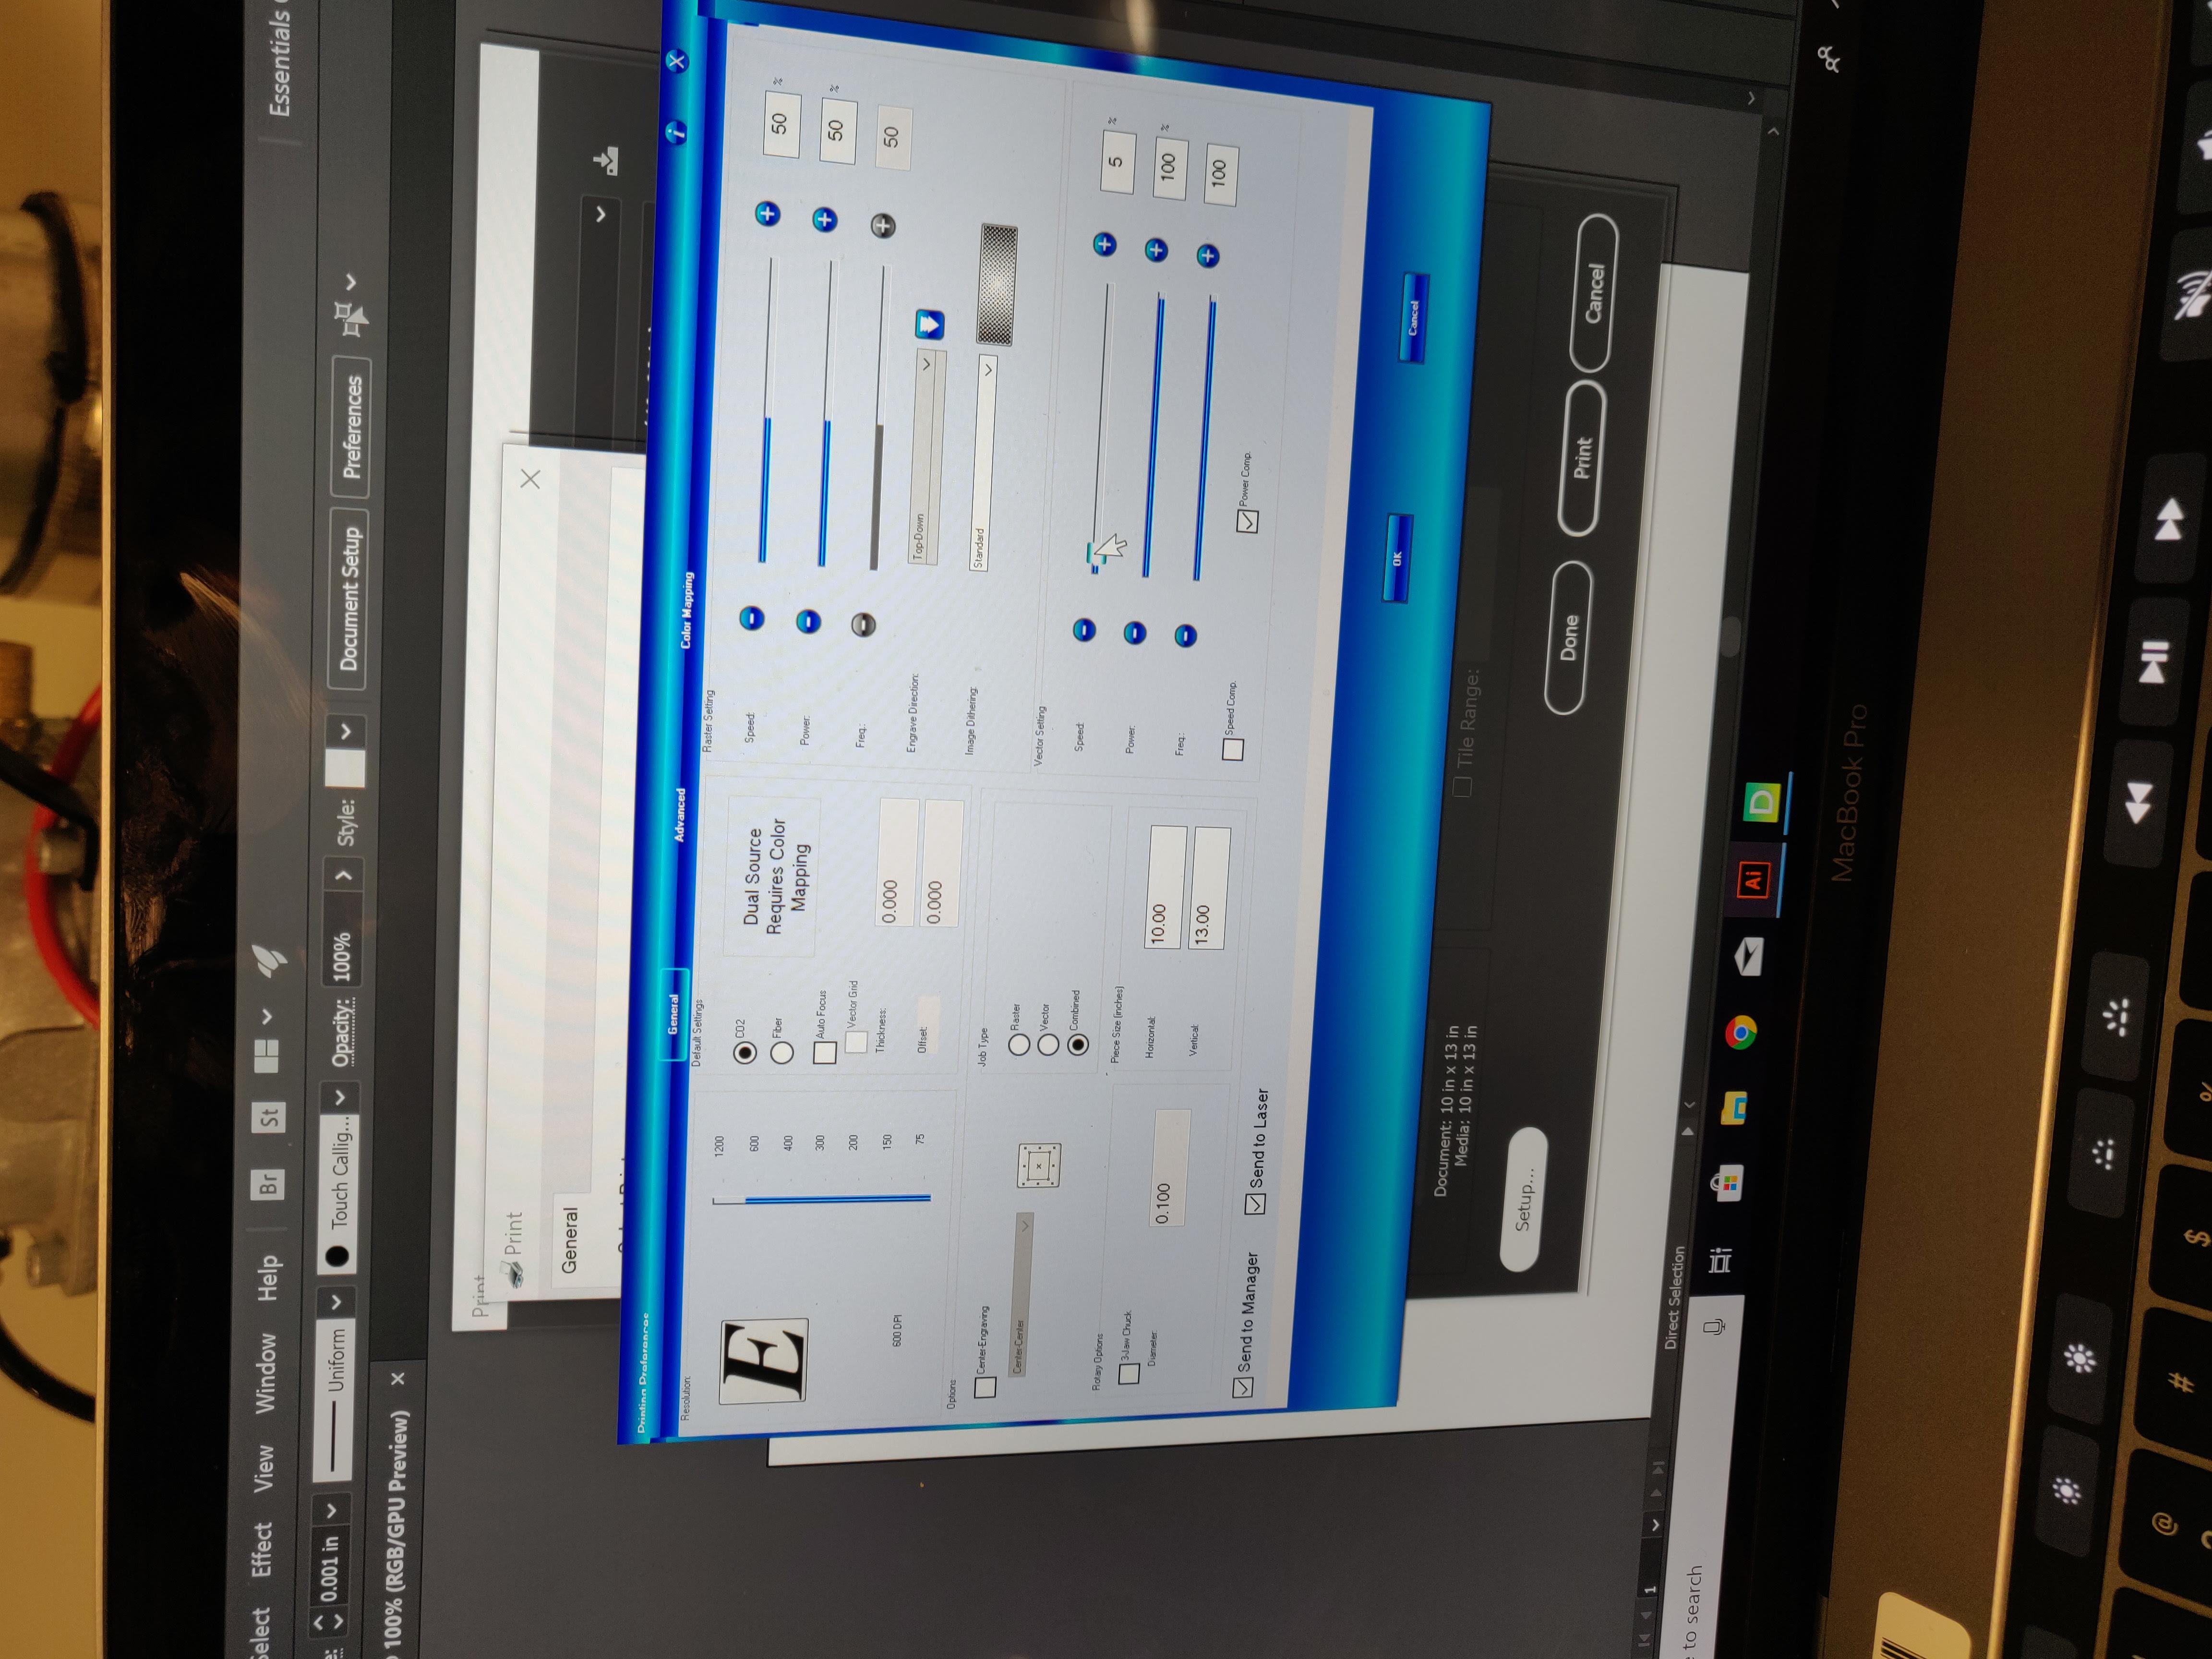 Select Effect View Window Help Br St Essentials
0.001 in Uniform Touch Callig... Opacity: 100% Style: Document Setup Preferences
100% (RGB/GPU Preview) ×
Print
Print
General
Printing Preferences
General Advanced Color Mapping i X
Resolution:
E
1200
600
400
300
200
150
75
600 DPI
Default Settings
CO2
Fiber
Dual Source
Requires Color
Mapping
Auto Focus
Vector Grid
Thickness: 0.000
Offset: 0.000
Raster Setting
Speed: 50 %
Power: 50 %
Freq.: 50
Engrave Direction: Top-Down
Image Dithering: Standard
Options
Center-Engraving
Center-Center
Job Type
Raster
Vector
Combined
Vector Setting
Speed: 5 %
Power: 100 %
Freq.: 100
Speed Comp. Power Comp.
Rotary Options
3-Jaw Chuck
Diameter: 0.100
Piece Size (inches)
Horizontal: 10.00
Vertical: 13.00
Send to Manager Send to Laser
OK Cancel
Document: 10 in x 13 in
Media: 10 in x 13 in
Tile Range:
Setup...
Done Print Cancel
1 Direct Selection
to search
Ai D
MacBook Pro
@ # $ %